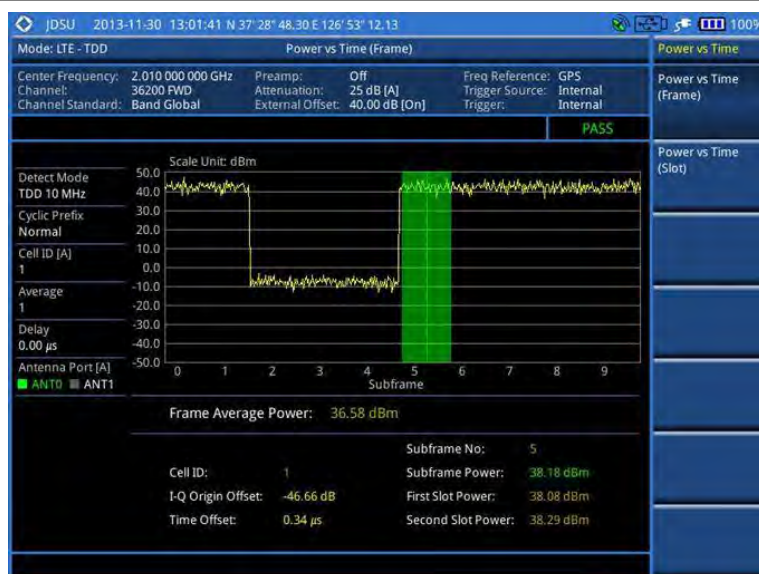 JDSU 2013-11-30 13:01:41 N 37° 28" 48.30 E 126' 53" 12.13 100%
Mode: LTE - TDD Power vs Time (Frame) Power vs Time
Center Frequency: 2.010 000 000 GHz Preamp: Off Freq Reference: GPS
Channel: 36200 FWD Attenuation: 25 dB [A] Trigger Source: Internal
Channel Standard: Band Global External Offset: 40.00 dB [On] Trigger: Internal
Power vs Time
(Frame)
PASS
Power vs Time
(Slot)
Scale Unit: dBm
Detect Mode
TDD 10 MHz
Cyclic Prefix
Normal
Cell ID [A]
1
Average
1
Delay
0.00 μs
Antenna Port [A]
ANT0 ANT1
50.0
40.0
30.0
20.0
10.0
0.0
-10.0
-20.0
-30.0
-40.0
-50.0
0 1 2 3 4 5 6 7 8 9
Subframe
Frame Average Power: 36.58 dBm
Subframe No: 5
Cell ID: 1 Subframe Power: 38.18 dBm
I-Q Origin Offset: -46.66 dB First Slot Power: 38.08 dBm
Time Offset: 0.34 μs Second Slot Power: 38.29 dBm